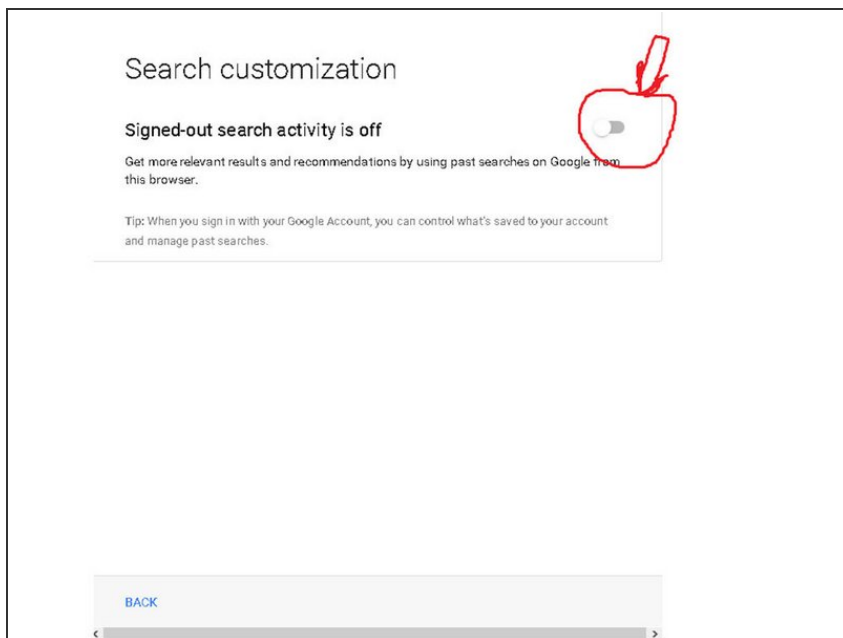 Search customization
Signed-out search activity is off
Get more relevant results and recommendations by using past searches on Google from
this browser.
Tip: When you sign in with your Google Account, you can control what's saved to your account
and manage past searches.
BACK